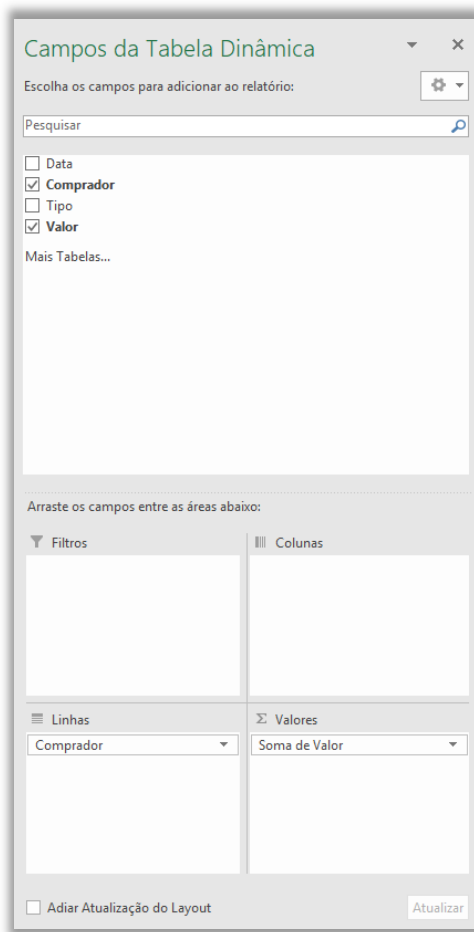 Campos da Tabela Dinâmica
Escolha os campos para adicionar ao relatório:
Pesquisar
Data
Comprador
Tipo
Valor
Mais Tabelas...
Arraste os campos entre as áreas abaixo:
Filtros
Colunas
Linhas
Σ Valores
Comprador
Soma de Valor
Adiar Atualização do Layout
Atualizar